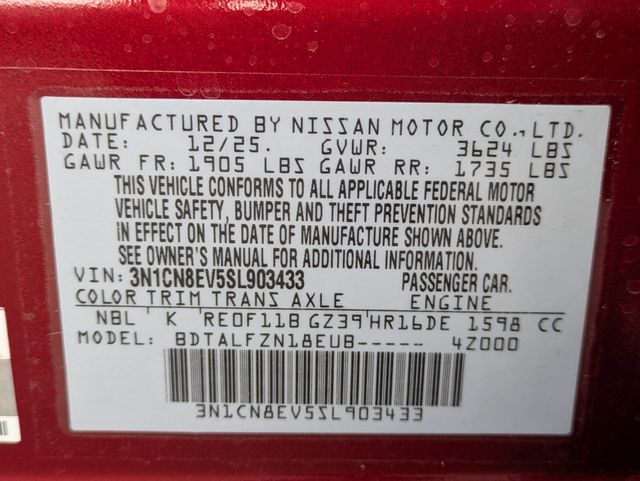 MANUFACTURED BY NISSAN MOTOR CO.,LTD.
DATE: 12/25. GVWR: 3624 LBS
GAWR FR: 1905 LBS GAWR RR: 1735 LBS
THIS VEHICLE CONFORMS TO ALL APPLICABLE FEDERAL MOTOR
VEHICLE SAFETY, BUMPER AND THEFT PREVENTION STANDARDS
IN EFFECT ON THE DATE OF MANUFACTURE SHOWN ABOVE.
SEE OWNER'S MANUAL FOR ADDITIONAL INFORMATION.
VIN: 3N1CN8EV5SL903433 PASSENGER CAR.
COLOR TRIM TRANS AXLE ENGINE
NBL K RE0F11B GZ39 HR16DE 1598 CC
MODEL: BDTALFZN18EUB----- 4Z000
3N1CN8EV5SL903433